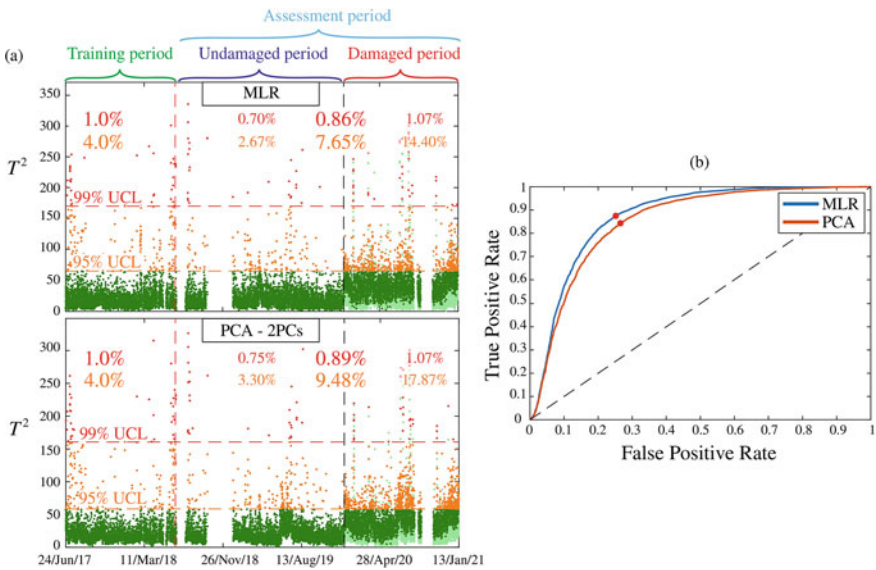 Assessment period
Training period Undamaged period Damaged period
(a)
MLR
350
300
250
200
150
100
50
0
T²
1.0% 0.70% 0.86% 1.07%
4.0% 2.67% 7.65% 14.40%
99% UCL
95% UCL
PCA - 2PCs
350
300
250
200
150
100
50
0
T²
1.0% 0.75% 0.89% 1.07%
4.0% 3.30% 9.48% 17.87%
99% UCL
95% UCL
24/Jun/17 11/Mar/18 26/Nov/18 13/Aug/19 28/Apr/20 13/Jan/21
(b)
1
0.9
0.8
0.7
0.6
0.5
0.4
0.3
0.2
0.1
0
True Positive Rate
MLR
PCA
0 0.1 0.2 0.3 0.4 0.5 0.6 0.7 0.8 0.9 1
False Positive Rate